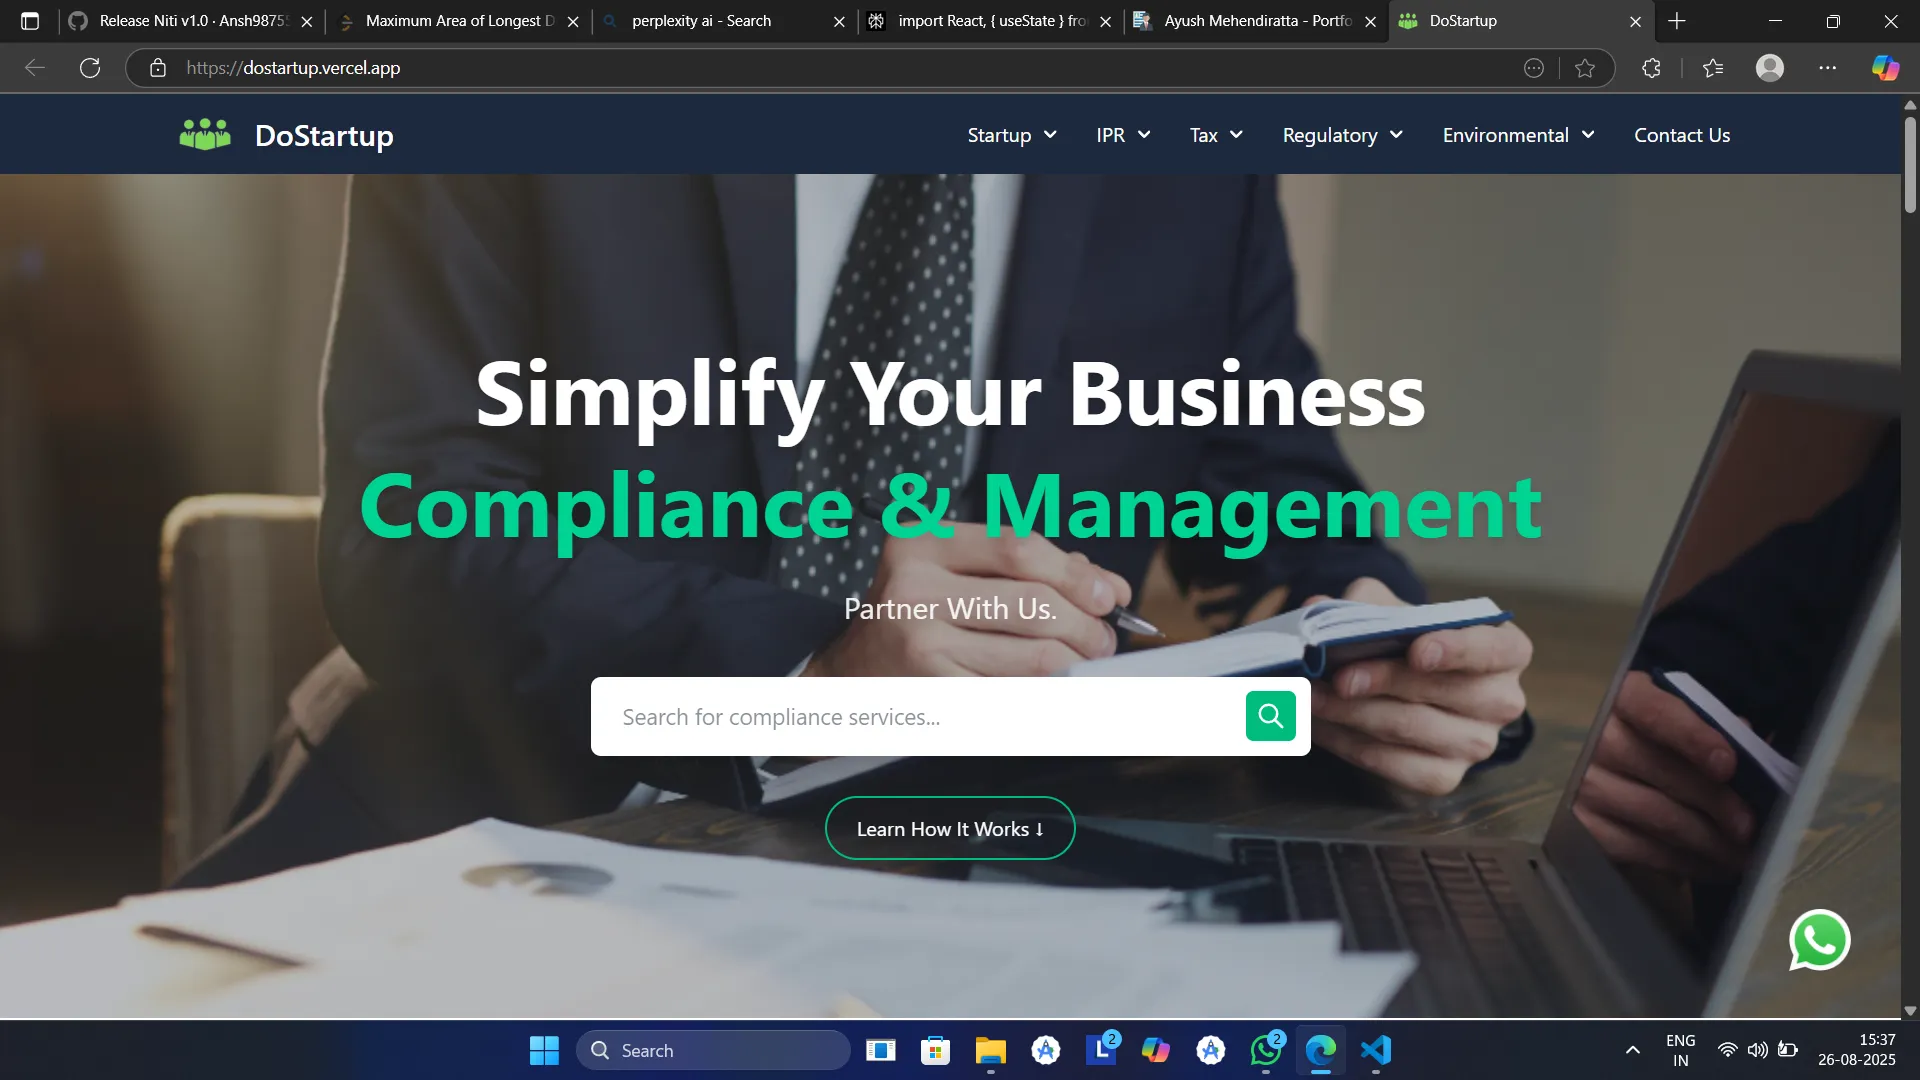 Release Niti v1.0 · Ansh9875
Maximum Area of Longest D
perplexity ai - Search
import React, { useState } fro
Ayush Mehendiratta - Portfo
DoStartup
https://dostartup.vercel.app
DoStartup
Startup
IPR
Tax
Regulatory
Environmental
Contact Us
Simplify Your Business
Compliance & Management
Partner With Us.
Search for compliance services...
Learn How It Works ↓
Search
2
2
ENG
IN
15:37
26-08-2025